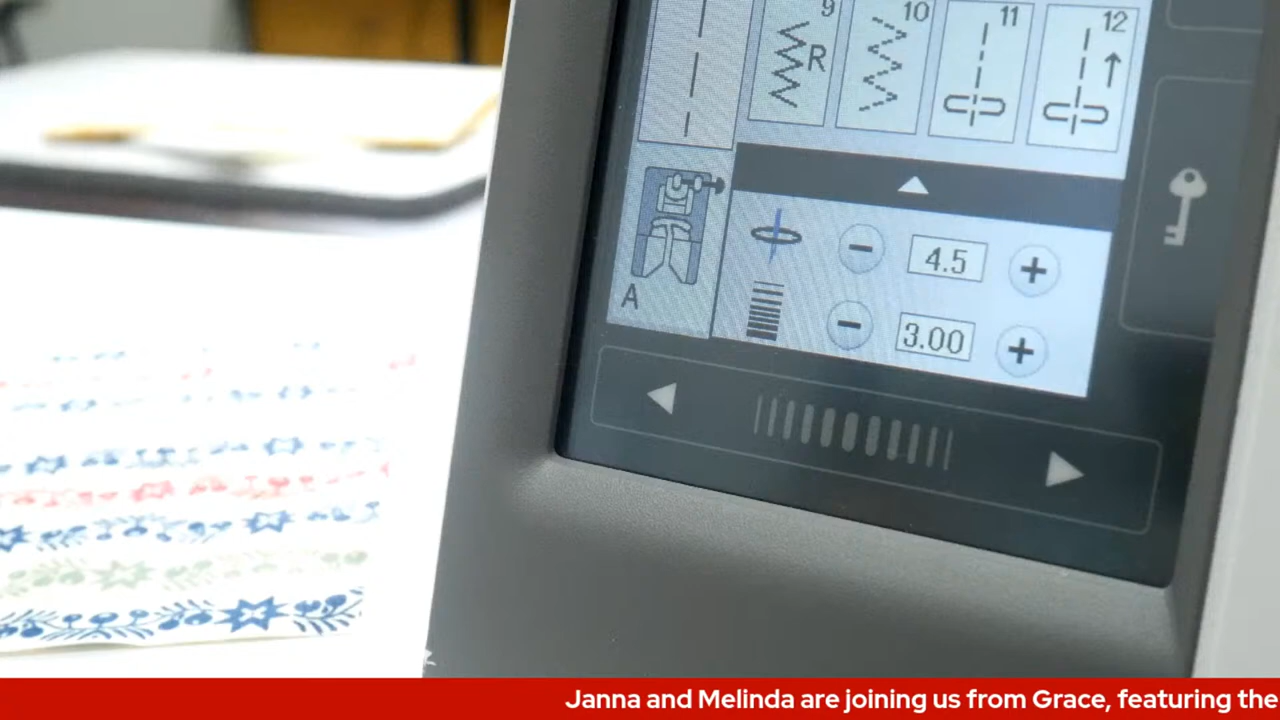 9
10
11
12
R
A
4.5
3.00
Janna and Melinda are joining us from Grace, featuring the